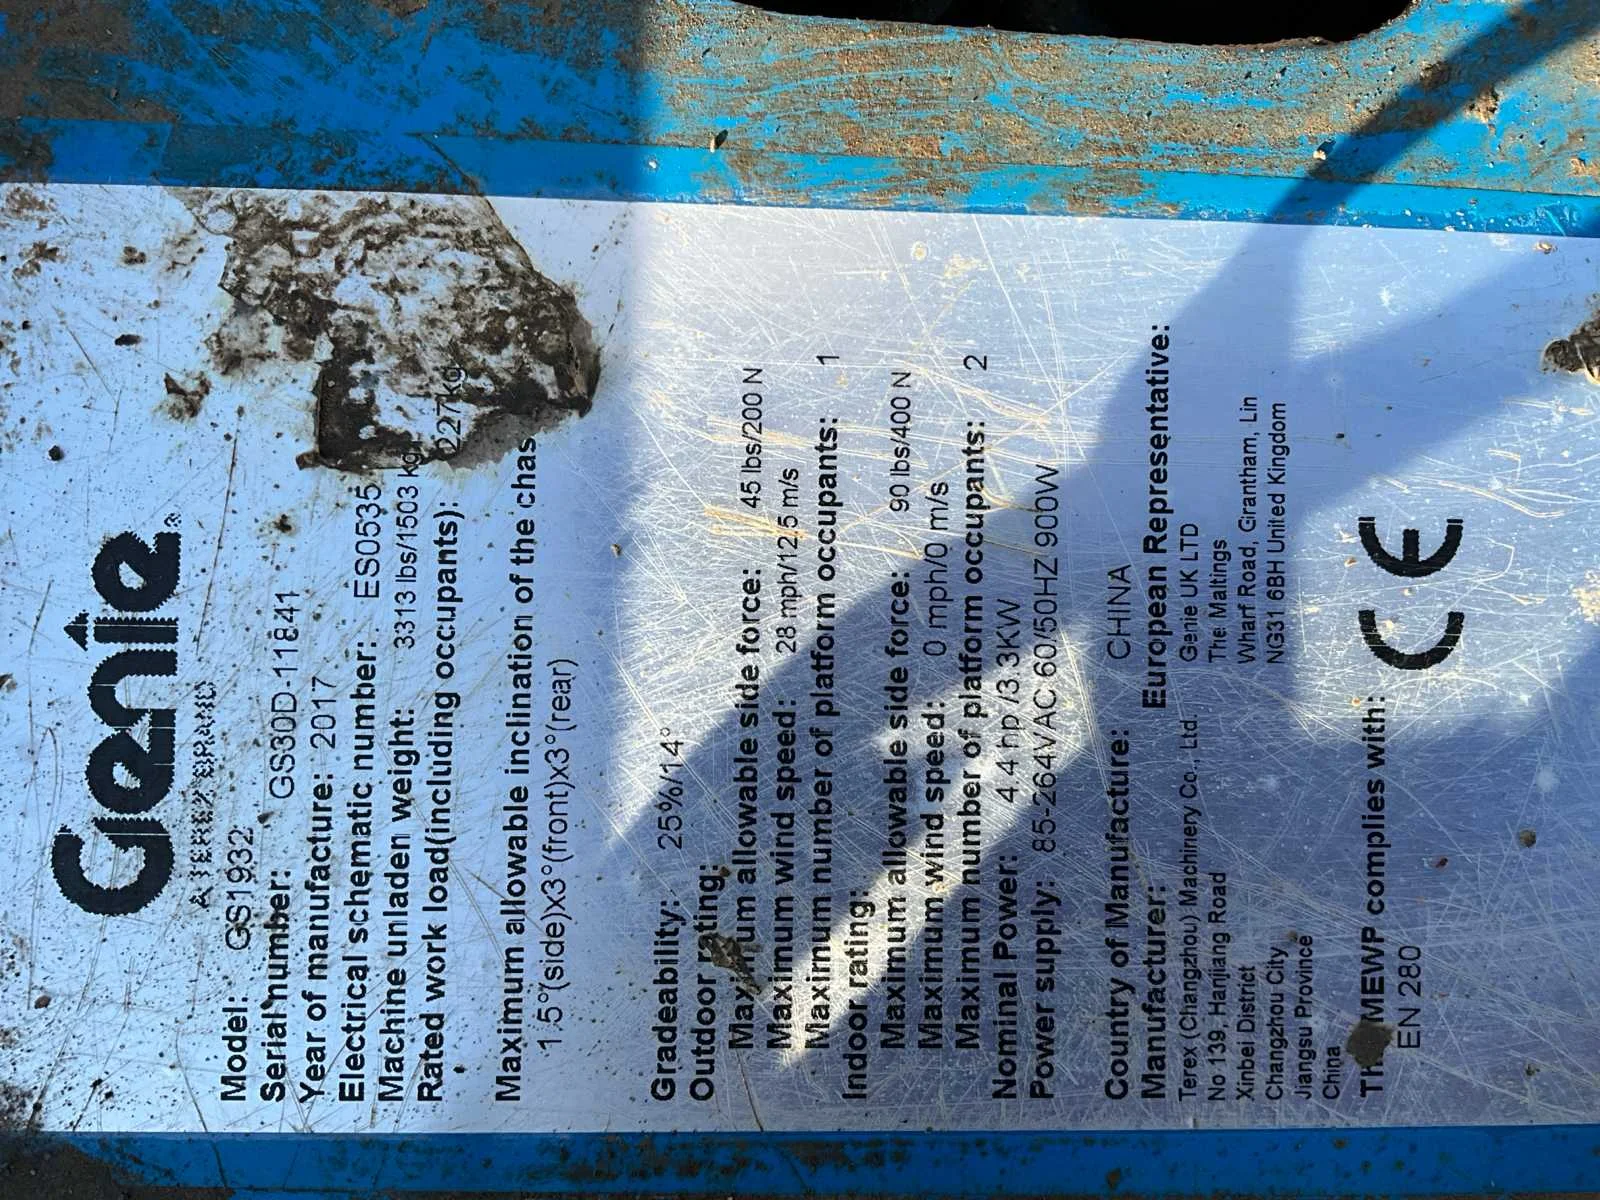 Genie
A TEREX BRAND
Model: GS1932
Serial number: GS30D-11841
Year of manufacture: 2017
Electrical schematic number: ES0535
Machine unladen weight: 3313 lbs/1503 kg
Rated work load(including occupants): 227kg
Maximum allowable inclination of the chas
1.5°(side)x3°(front)x3°(rear)
Gradeability: 25%/14°
Outdoor rating:
Maximum allowable side force: 45 lbs/200 N
Maximum wind speed: 28 mph/12.5 m/s
Maximum number of platform occupants: 1
Indoor rating:
Maximum allowable side force: 90 lbs/400 N
Maximum wind speed: 0 mph/0 m/s
Maximum number of platform occupants: 2
Nominal Power: 4.4 hp /3.3KW
Power supply: 85-264VAC 60/50HZ 900W
Country of Manufacture: CHINA
Manufacturer:
Terex (Changzhou) Machinery Co., Ltd.
No 139, Hanjiang Road
Xinbei District
Changzhou City
Jiangsu Province
China
European Representative:
Genie UK LTD
The Maltings
Wharf Road, Grantham, Lin
NG31 6BH United Kingdom
MEWP complies with:
EN 280
CE